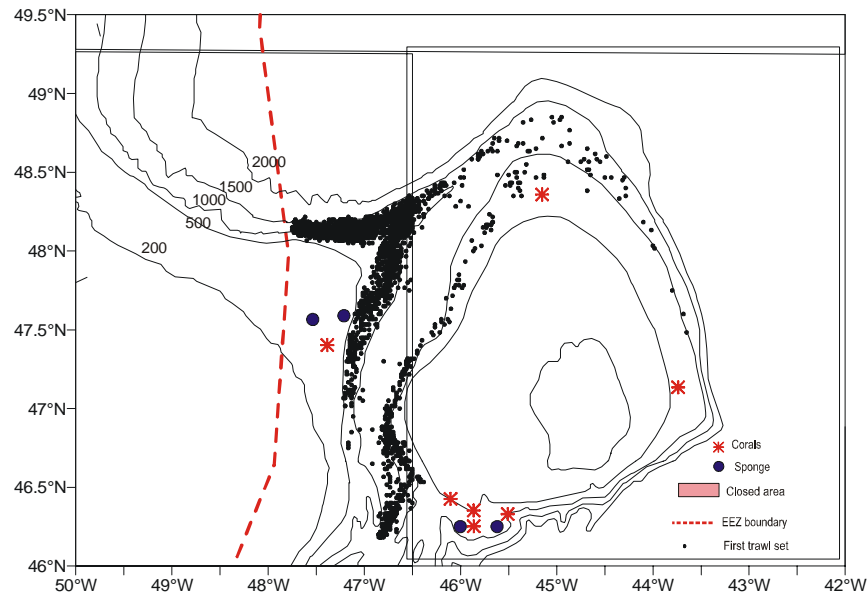 49.5°N
49°N
48.5°N
48°N
47.5°N
47°N
46.5°N
46°N
2000
1500
1000
500
200
Corals
Sponge
Closed area
EEZ boundary
First trawl set
50°W 49°W 48°W 47°W 46°W 45°W 44°W 43°W 42°W